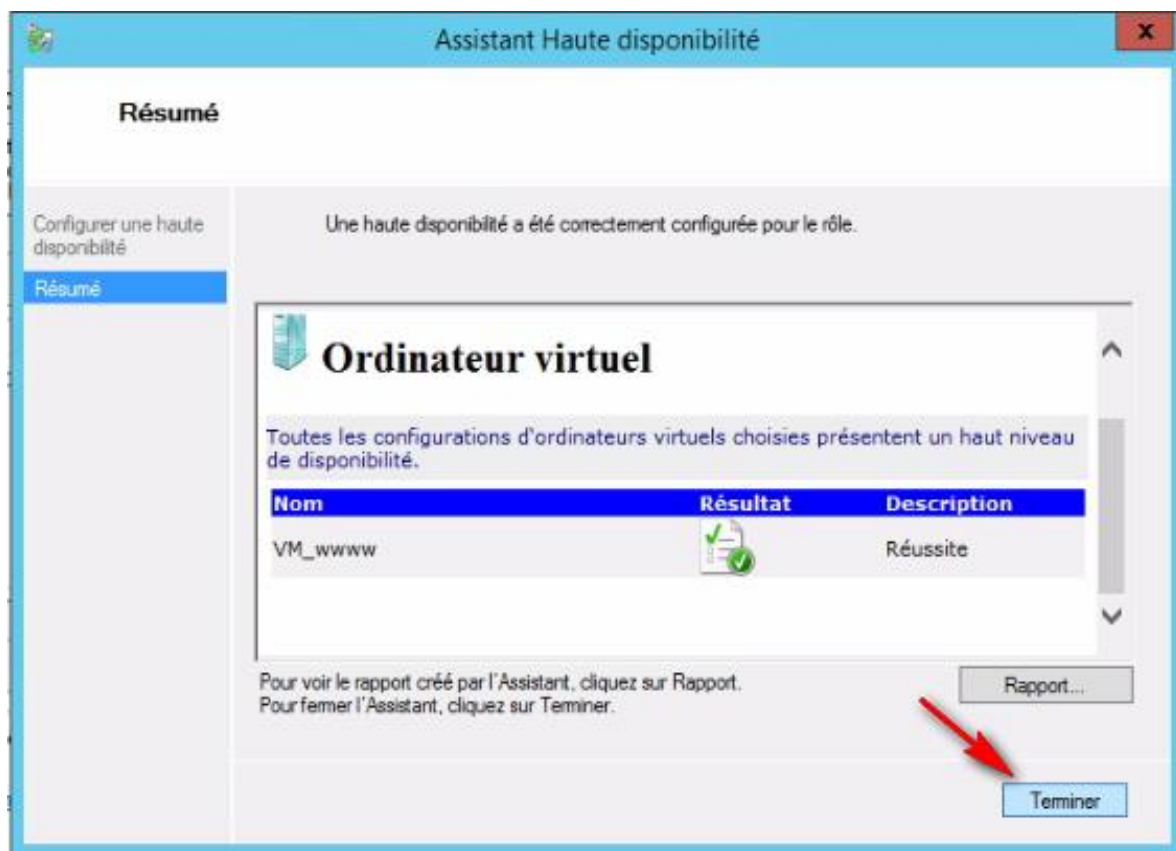 Assistant Haute disponibilité
x
Résumé
Configurer une haute
disponibilité
Résumé
Une haute disponibilité a été correctement configurée pour le rôle.
Ordinateur virtuel
Toutes les configurations d'ordinateurs virtuels choisies présentent un haut niveau
de disponibilité.
Nom Résultat Description
VM_wwww Réussite
Pour voir le rapport créé par l'Assistant, cliquez sur Rapport.
Pour fermer l'Assistant, cliquez sur Terminer.
Rapport...
Terminer